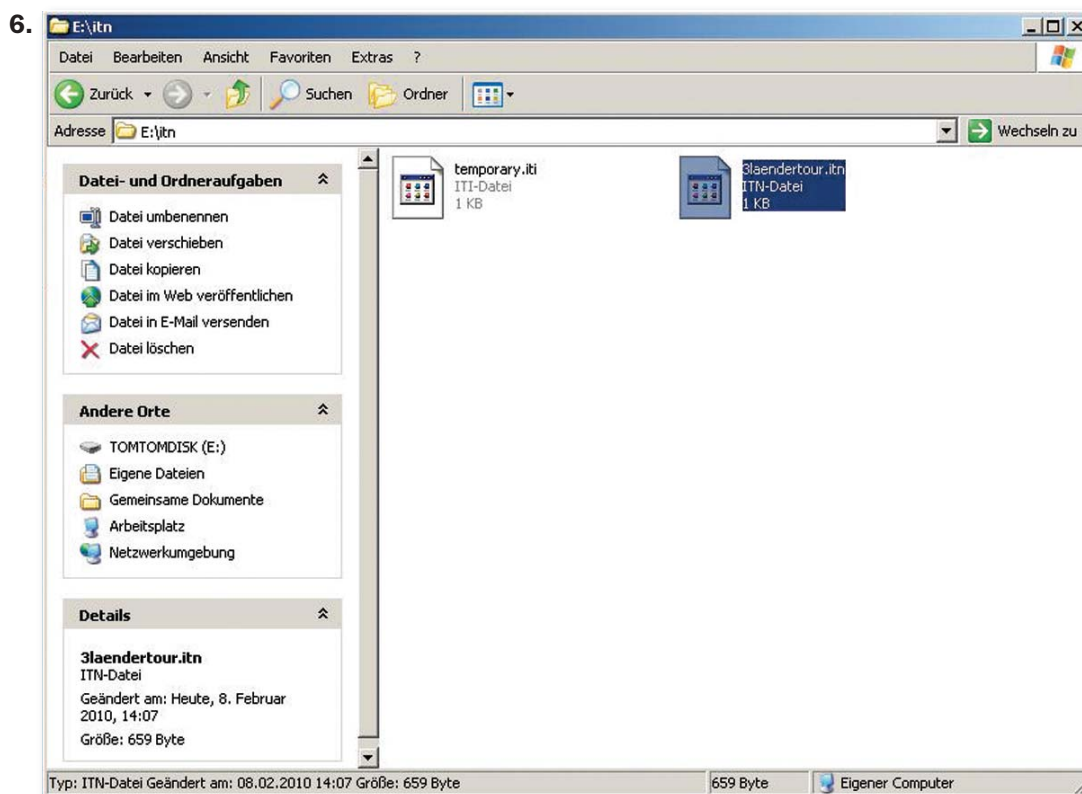 6.
E:\itn
Datei Bearbeiten Ansicht Favoriten Extras ?
Zurück Suchen Ordner
Adresse E:\itn Wechseln zu
Datei- und Ordneraufgaben
Datei umbenennen
Datei verschieben
Datei kopieren
Datei im Web veröffentlichen
Datei in E-Mail versenden
Datei löschen
Andere Orte
TOMTOMDISK (E:)
Eigene Dateien
Gemeinsame Dokumente
Arbeitsplatz
Netzwerkumgebung
Details
3laendertour.itn
ITN-Datei
Geändert am: Heute, 8. Februar
2010, 14:07
Größe: 659 Byte
temporary.iti
ITI-Datei
1 KB
3laendertour.itn
ITN-Datei
1 KB
Typ: ITN-Datei Geändert am: 08.02.2010 14:07 Größe: 659 Byte 659 Byte Eigener Computer